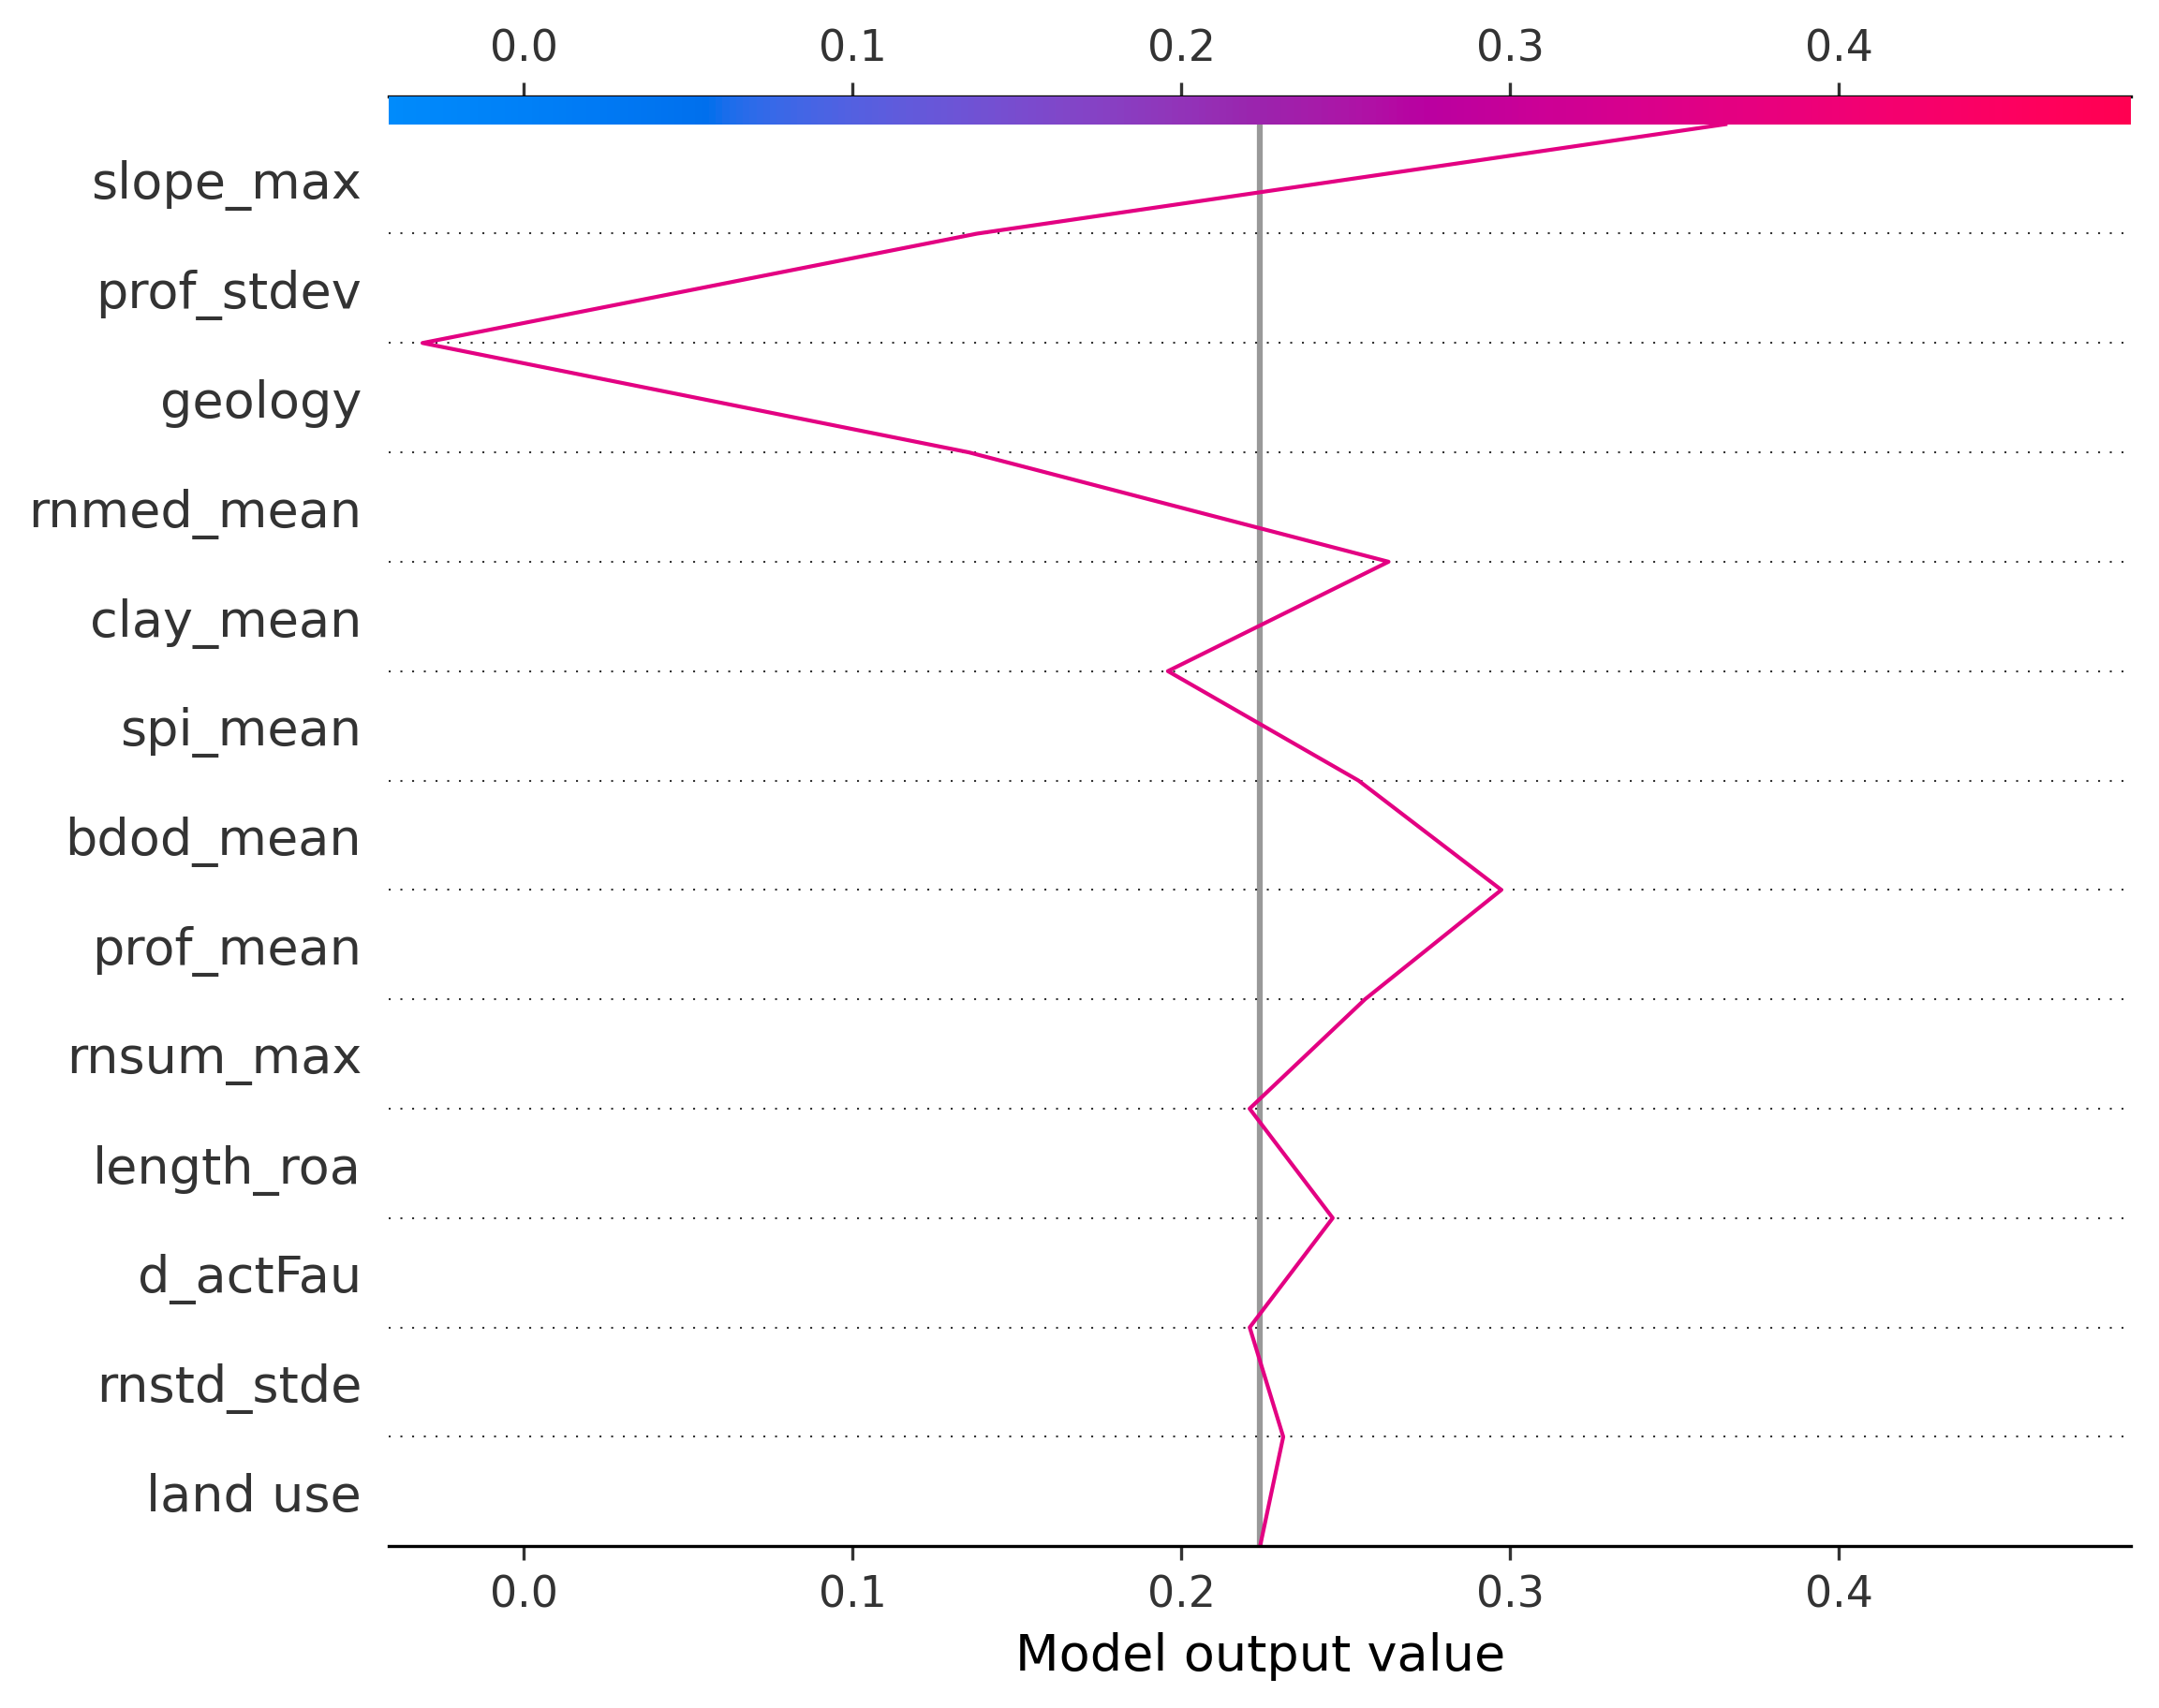 0.0 0.1 0.2 0.3 0.4
slope_max
prof_stdev
geology
rnmed_mean
clay_mean
spi_mean
bdod_mean
prof_mean
rnsum_max
length_roa
d_actFau
rnstd_stde
land use
0.0 0.1 0.2 0.3 0.4
Model output value